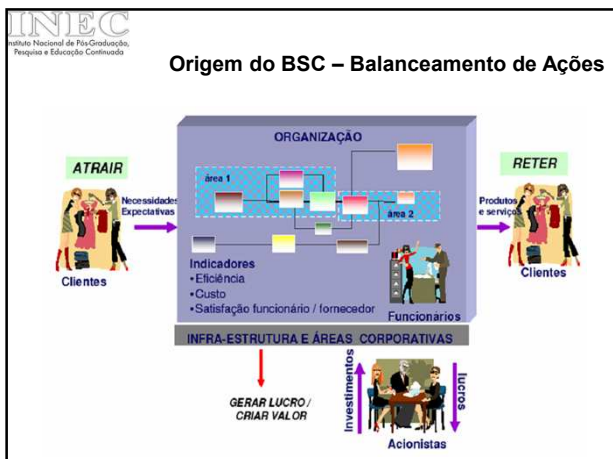 INEC
Instituto Nacional de Pós-Graduação,
Pesquisa e Educação Continuada
Origem do BSC – Balanceamento de Ações
ORGANIZAÇÃO
ATRAIR
RETER
área 1
Necessidades
Expectativas
Produtos
e serviços
área 2
Clientes
Clientes
Indicadores
•Eficiência
•Custo
•Satisfação funcionário / fornecedor
Funcionários
INFRA-ESTRUTURA E ÁREAS CORPORATIVAS
GERAR LUCRO /
CRIAR VALOR
Investimentos
lucros
Acionistas